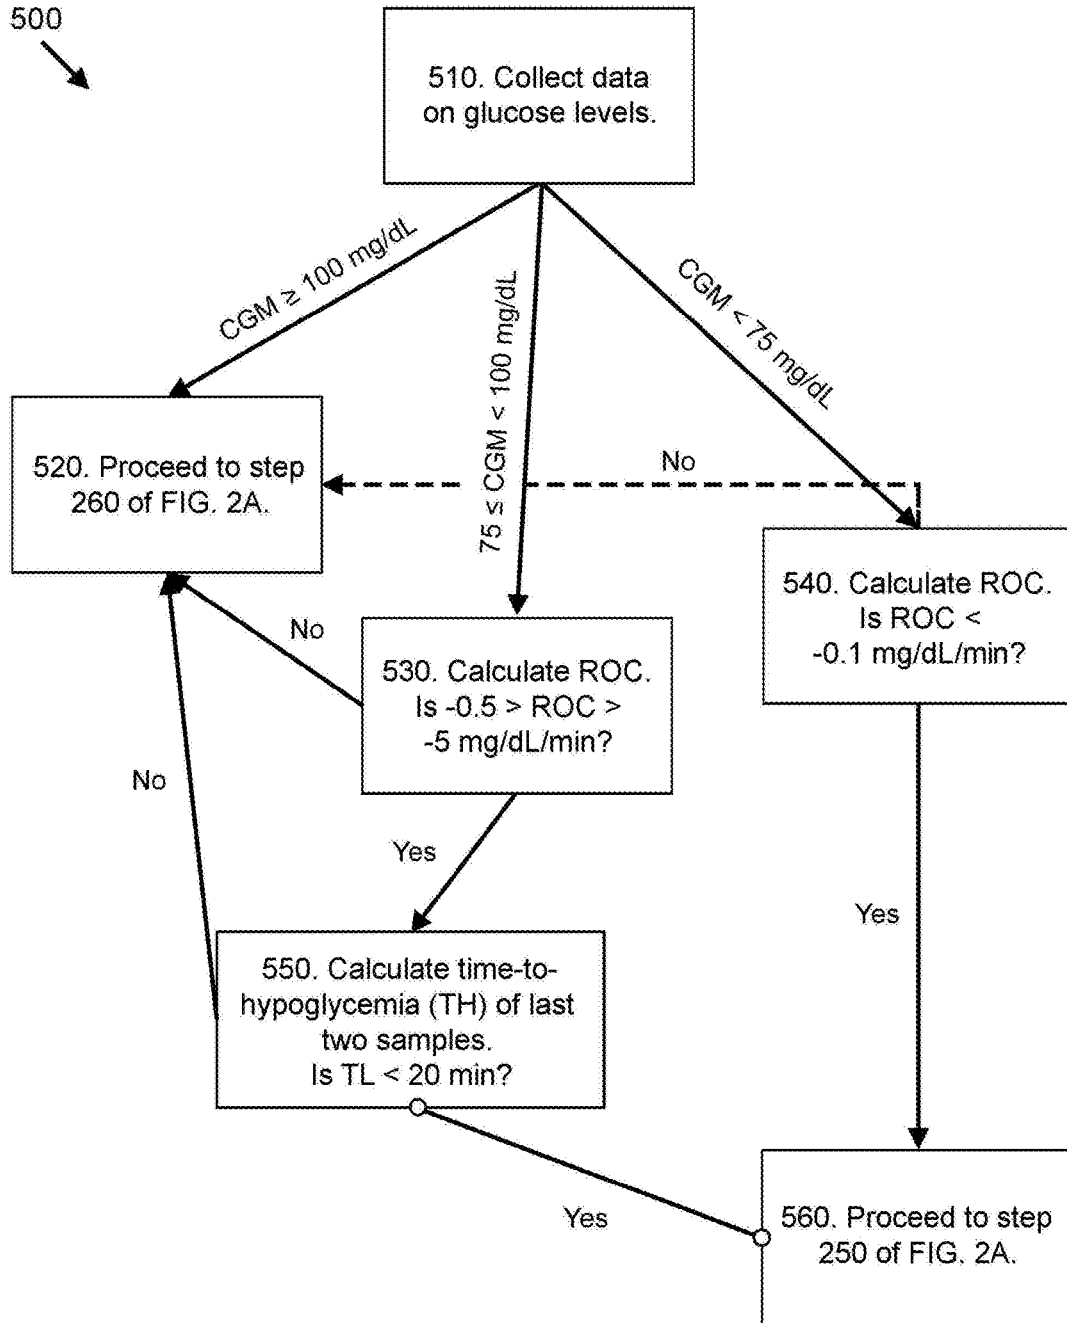 500
510. Collect data
on glucose levels.
CGM ≥ 100 mg/dL
75 ≤ CGM < 100 mg/dL
CGM < 75 mg/dL
520. Proceed to step
260 of FIG. 2A.
No
540. Calculate ROC.
Is ROC <
-0.1 mg/dL/min?
No
530. Calculate ROC.
Is -0.5 > ROC >
-5 mg/dL/min?
No
Yes
Yes
550. Calculate time-to-
hypoglycemia (TH) of last
two samples.
Is TL < 20 min?
Yes
560. Proceed to step
250 of FIG. 2A.